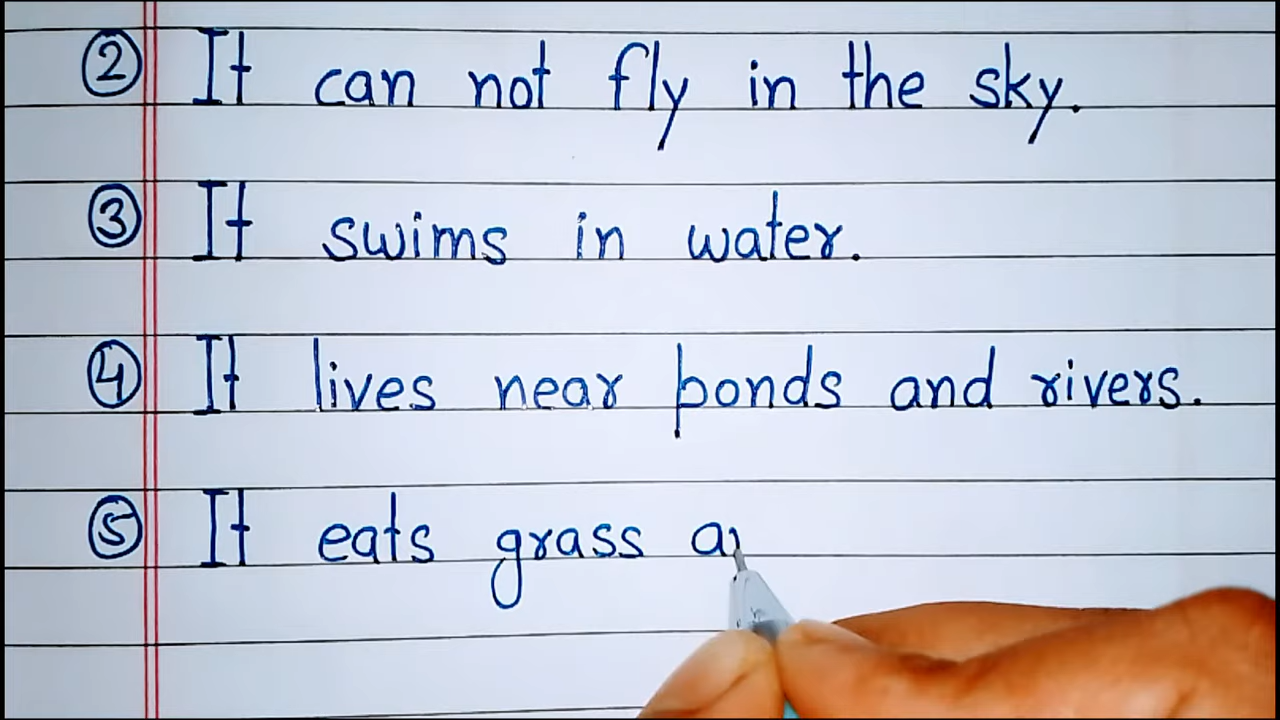 ② It can not fly in the sky.
③ It swims in water.
④ It lives near ponds and rivers.
⑤ It eats grass a